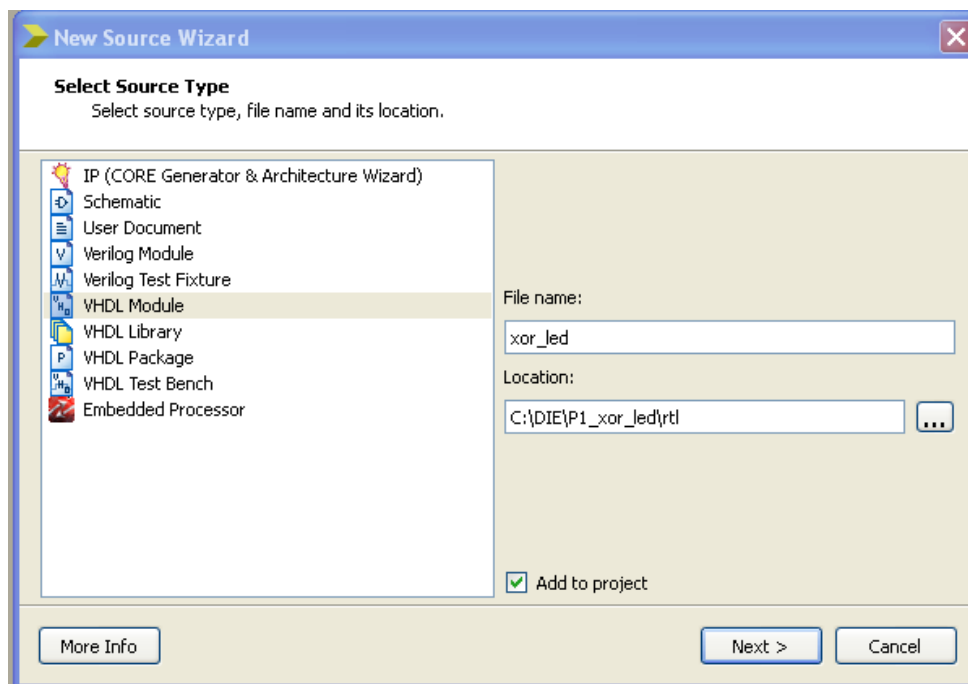 New Source Wizard
Select Source Type
Select source type, file name and its location.
IP (CORE Generator & Architecture Wizard)
Schematic
User Document
Verilog Module
Verilog Test Fixture
VHDL Module
VHDL Library
VHDL Package
VHDL Test Bench
Embedded Processor
File name:
xor_led
Location:
C:\DIE\P1_xor_led\rtl
...
Add to project
More Info
Next >
Cancel